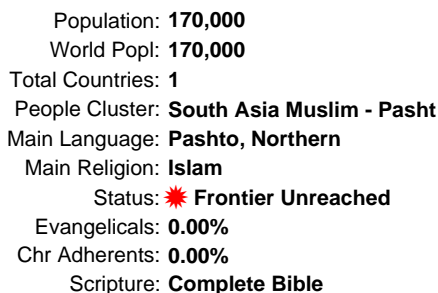 Population: 170,000
World Popl: 170,000
Total Countries: 1
People Cluster: South Asia Muslim - Pasht
Main Language: Pashto, Northern
Main Religion: Islam
Status: Frontier Unreached
Evangelicals: 0.00%
Chr Adherents: 0.00%
Scripture: Complete Bible